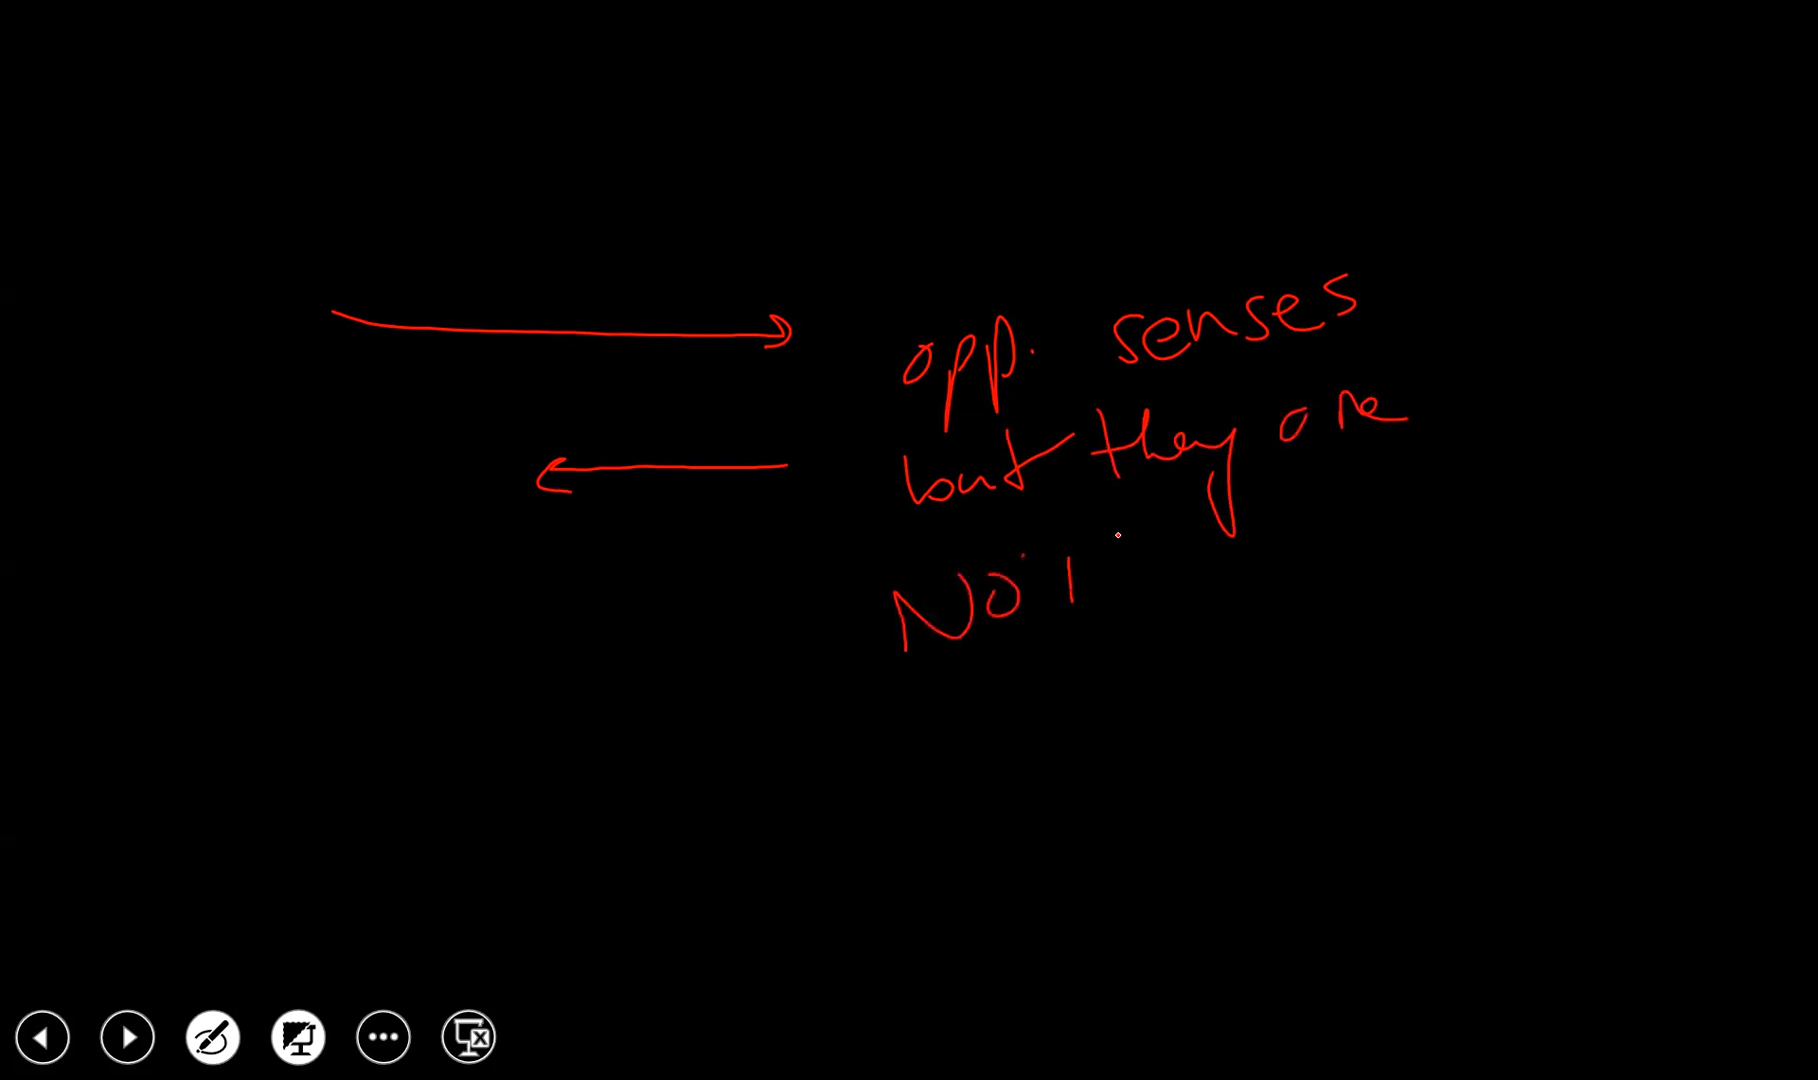 opp. senses
but they are
NO